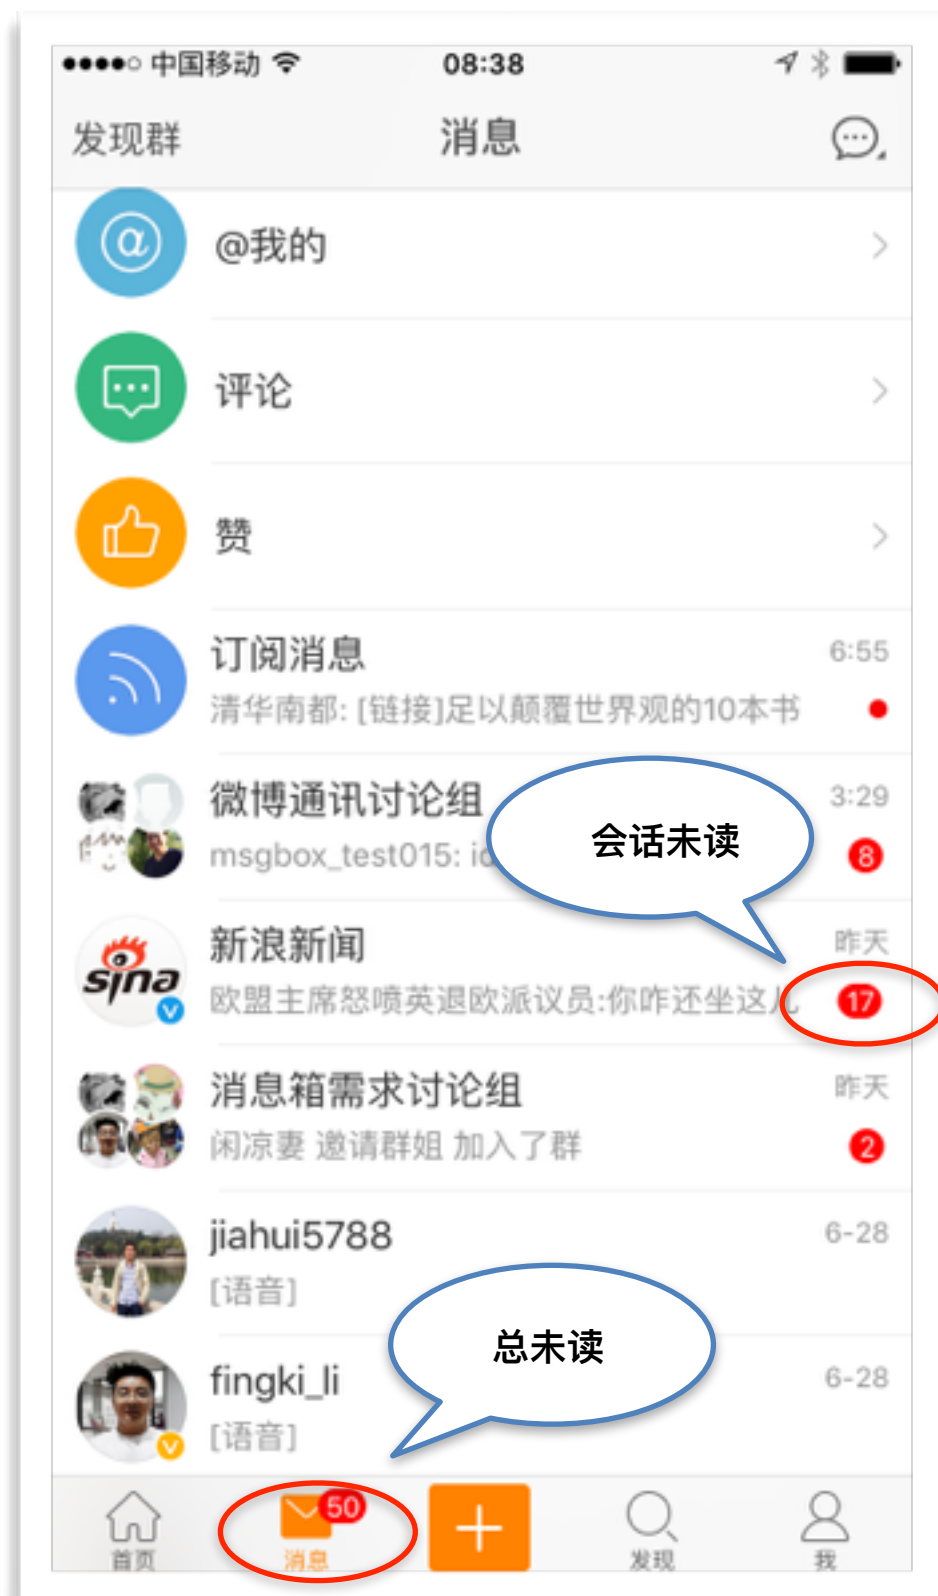 中国移动 08:38
发现群 消息
@我的
评论
赞
订阅消息 6:55
清华南都: [链接]足以颠覆世界观的10本书
微博通讯讨论组 3:29
msgbox_test015: 8
会话未读
新浪新闻 昨天
sina
欧盟主席怒喷英退欧派议员:你咋还坐这儿 17
消息箱需求讨论组 昨天
闲凉妻 邀请群姐 加入了群 2
jiahui5788 6-28
[语音]
总未读
fingki_li 6-28
[语音]
50
首页 消息 发现 我